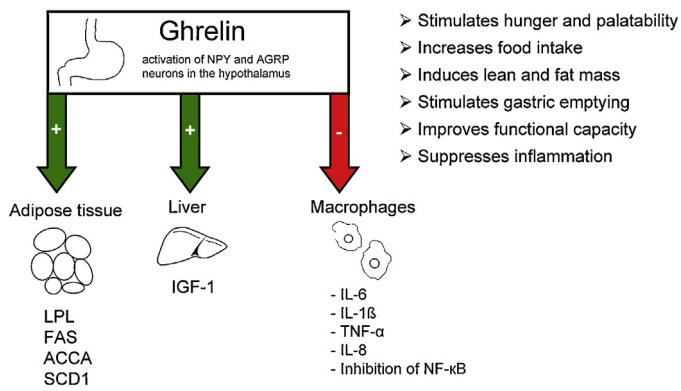 Ghrelin
activation of NPY and AGRP
neurons in the hypothalamus
➢ Stimulates hunger and palatability
➢ Increases food intake
➢ Induces lean and fat mass
➢ Stimulates gastric emptying
➢ Improves functional capacity
➢ Suppresses inflammation
+
+
-
Adipose tissue
LPL
FAS
ACCA
SCD1
Liver
IGF-1
Macrophages
- IL-6
- IL-1ß
- TNF-α
- IL-8
- Inhibition of NF-κB